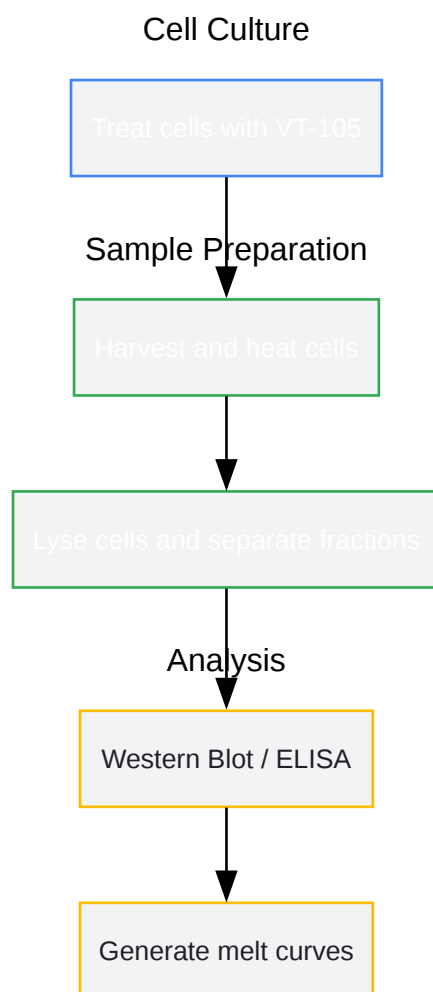 Cell Culture
Treat cells with VT-105
Sample Preparation
Harvest and heat cells
Lyse cells and separate fractions
Analysis
Western Blot / ELISA
Generate melt curves